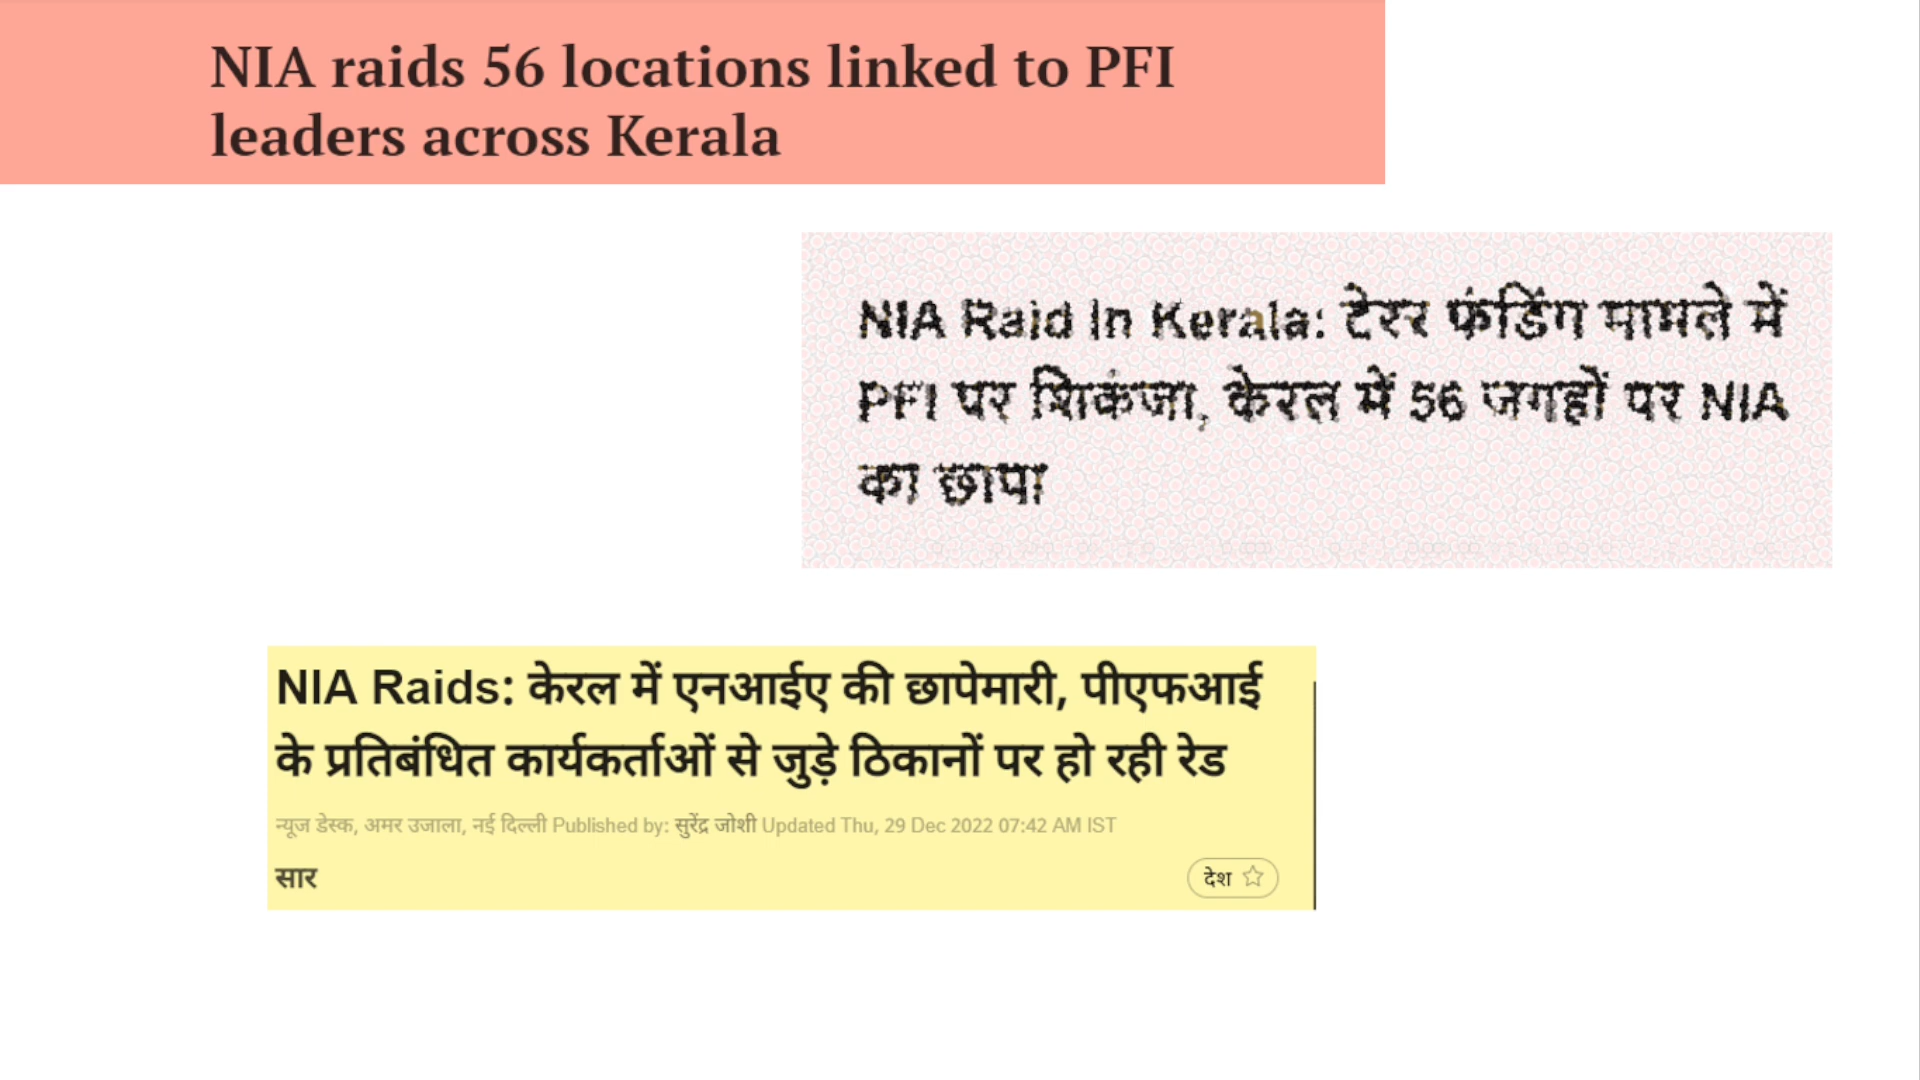 NIA raids 56 locations linked to PFI
leaders across Kerala
NIA Raid In Kerala: टेरर फंडिंग मामले में
PFI पर शिकंजा, केरल में 56 जगहों पर NIA
का छापा
NIA Raids: केरल में एनआईए की छापेमारी, पीएफआई
के प्रतिबंधित कार्यकर्ताओं से जुड़े ठिकानों पर हो रही रेड
न्यूज डेस्क, अमर उजाला, नई दिल्ली Published by: सुरेंद्र जोशी Updated Thu, 29 Dec 2022 07:42 AM IST
सार
देश